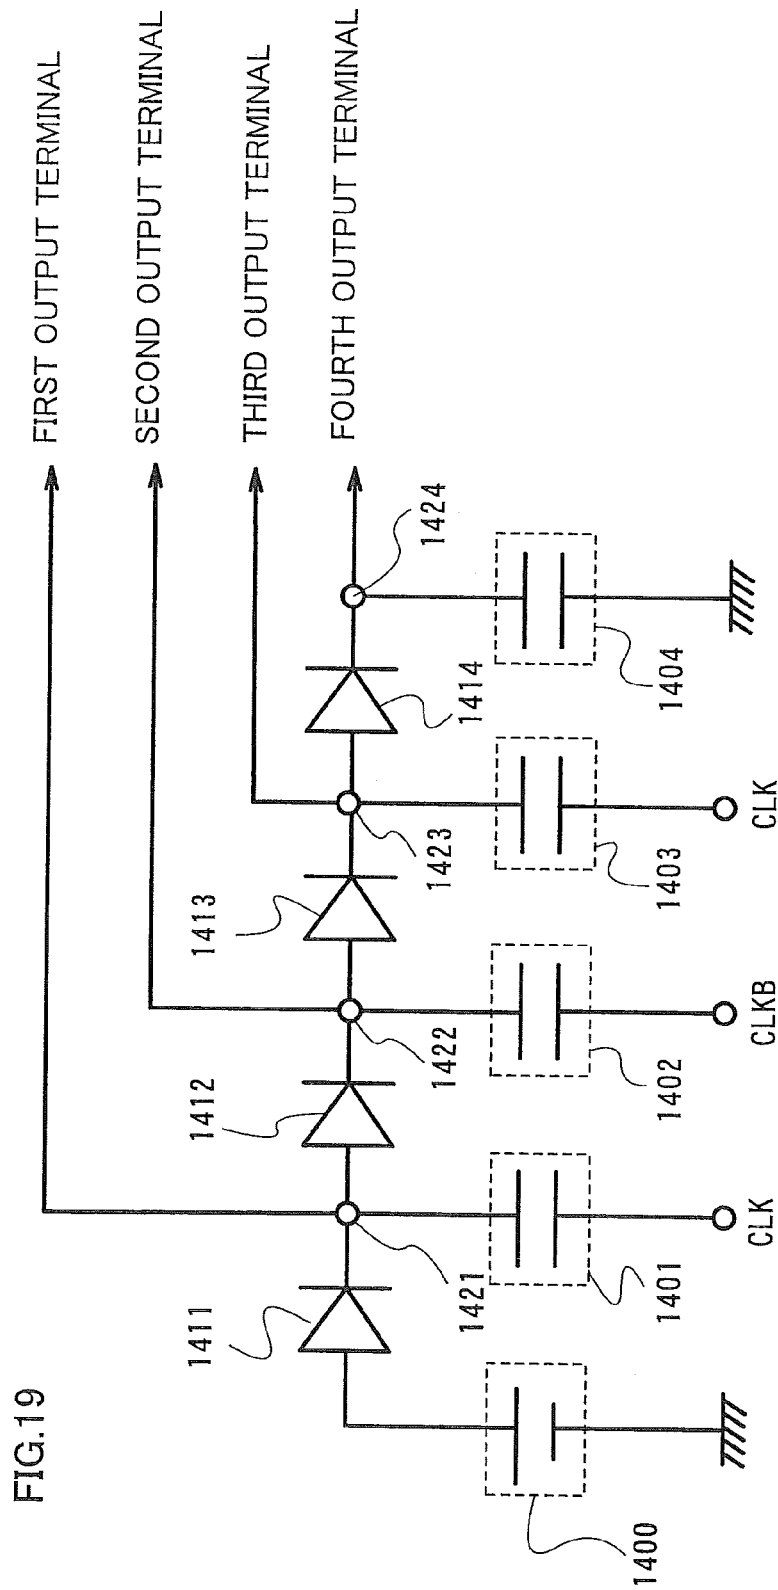 FIG.19
FIRST OUTPUT TERMINAL
SECOND OUTPUT TERMINAL
THIRD OUTPUT TERMINAL
FOURTH OUTPUT TERMINAL
1411
1412
1413
1414
1421
1422
1423
1424
1400
1401
1402
1403
1404
CLK
CLKB
CLK